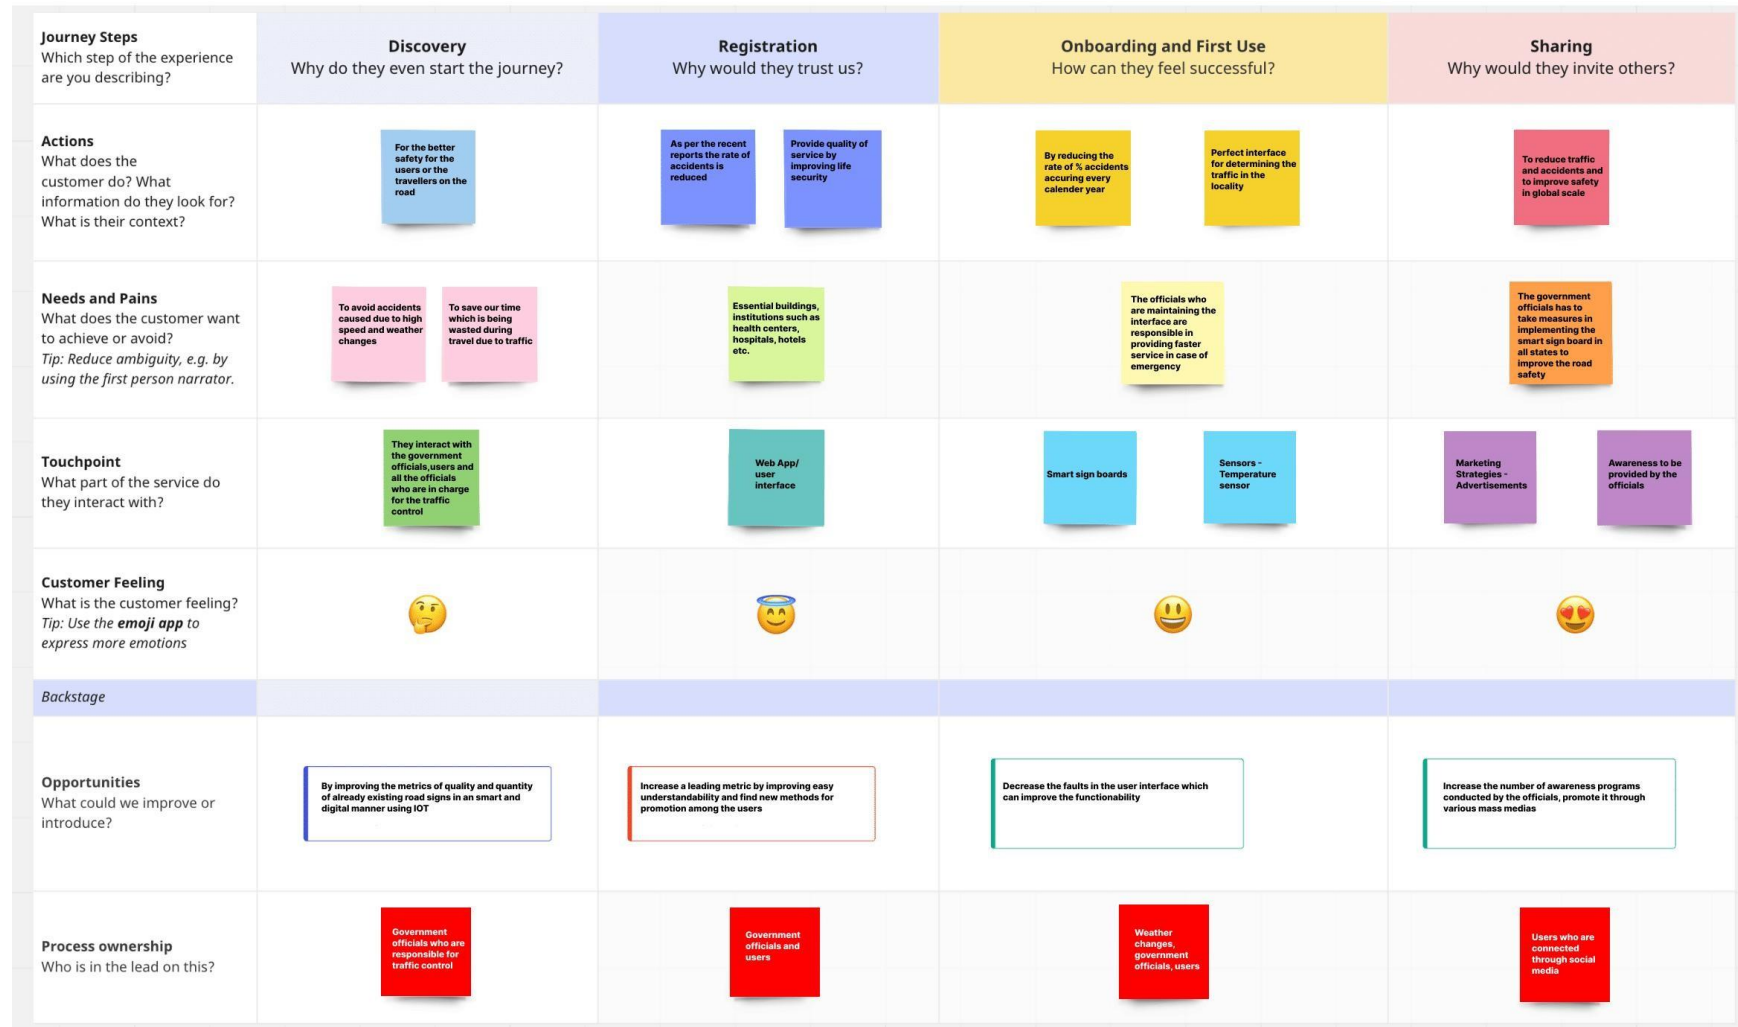 Journey Steps
Which step of the experience
are you describing?
Discovery
Why do they even start the journey?
Registration
Why would they trust us?
Onboarding and First Use
How can they feel successful?
Sharing
Why would they invite others?
Actions
What does the
customer do? What
information do they look for?
What is their context?
For the better
safety for the
users or the
travellers on the
road
As per the recent
reports the rate of
accidents is
reduced
Provide quality of
service by
improving life
security
By reducing the
rate of % accidents
accuring every
calender year
Perfect interface
for determining the
traffic in the
locality
To reduce traffic
and accidents and
to improve safety
in global scale
Needs and Pains
What does the customer want
to achieve or avoid?
Tip: Reduce ambiguity, e.g. by
using the first person narrator.
To avoid accidents
caused due to high
speed and weather
changes
To save our time
which is being
wasted during
travel due to traffic
Essential buildings,
institutions such as
health centers,
hospitals, hotels
etc.
The officials who
are maintaining the
interface are
responsible in
providing faster
service in case of
emergency
The government
officials has to
take measures in
implementing the
smart sign board in
all states to
improve the road
safety
Touchpoint
What part of the service do
they interact with?
They interact with
the government
officials,users and
all the officials
who are in charge
for the traffic
control
Web App/
user
interface
Smart sign boards
Sensors -
Temperature
sensor
Marketing
Strategies -
Advertisements
Awareness to be
provided by the
officials
Customer Feeling
What is the customer feeling?
Tip: Use the emoji app to
express more emotions
Backstage
Opportunities
What could we improve or
introduce?
By improving the metrics of quality and quantity
of already existing road signs in an smart and
digital manner using IOT
Increase a leading metric by improving easy
understandability and find new methods for
promotion among the users
Decrease the faults in the user interface which
can improve the functionability
Increase the number of awareness programs
conducted by the officials, promote it through
various mass medias
Process ownership
Who is in the lead on this?
Government
officials who are
responsible for
traffic control
Government
officials and
users
Weather
changes,
government
officials, users
Users who are
connected
through social
media